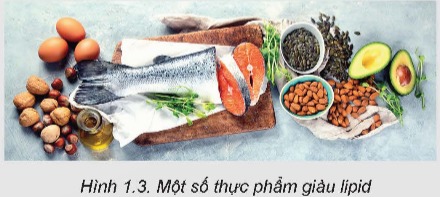 Hình 1.3. Một số thực phẩm giàu lipid